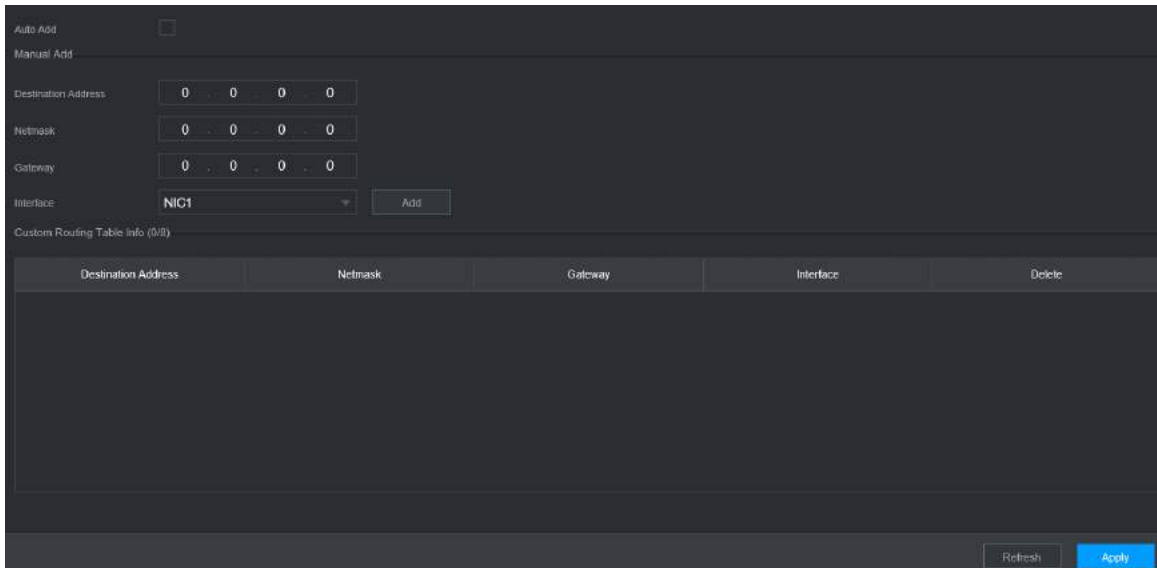 Auto Add
Manual Add
Destination Address 0 . 0 . 0 . 0
Netmask 0 . 0 . 0 . 0
Gateway 0 . 0 . 0 . 0
Interface NIC1 Add
Custom Routing Table Info (0/8)
Destination Address Netmask Gateway Interface Delete
Refresh Apply